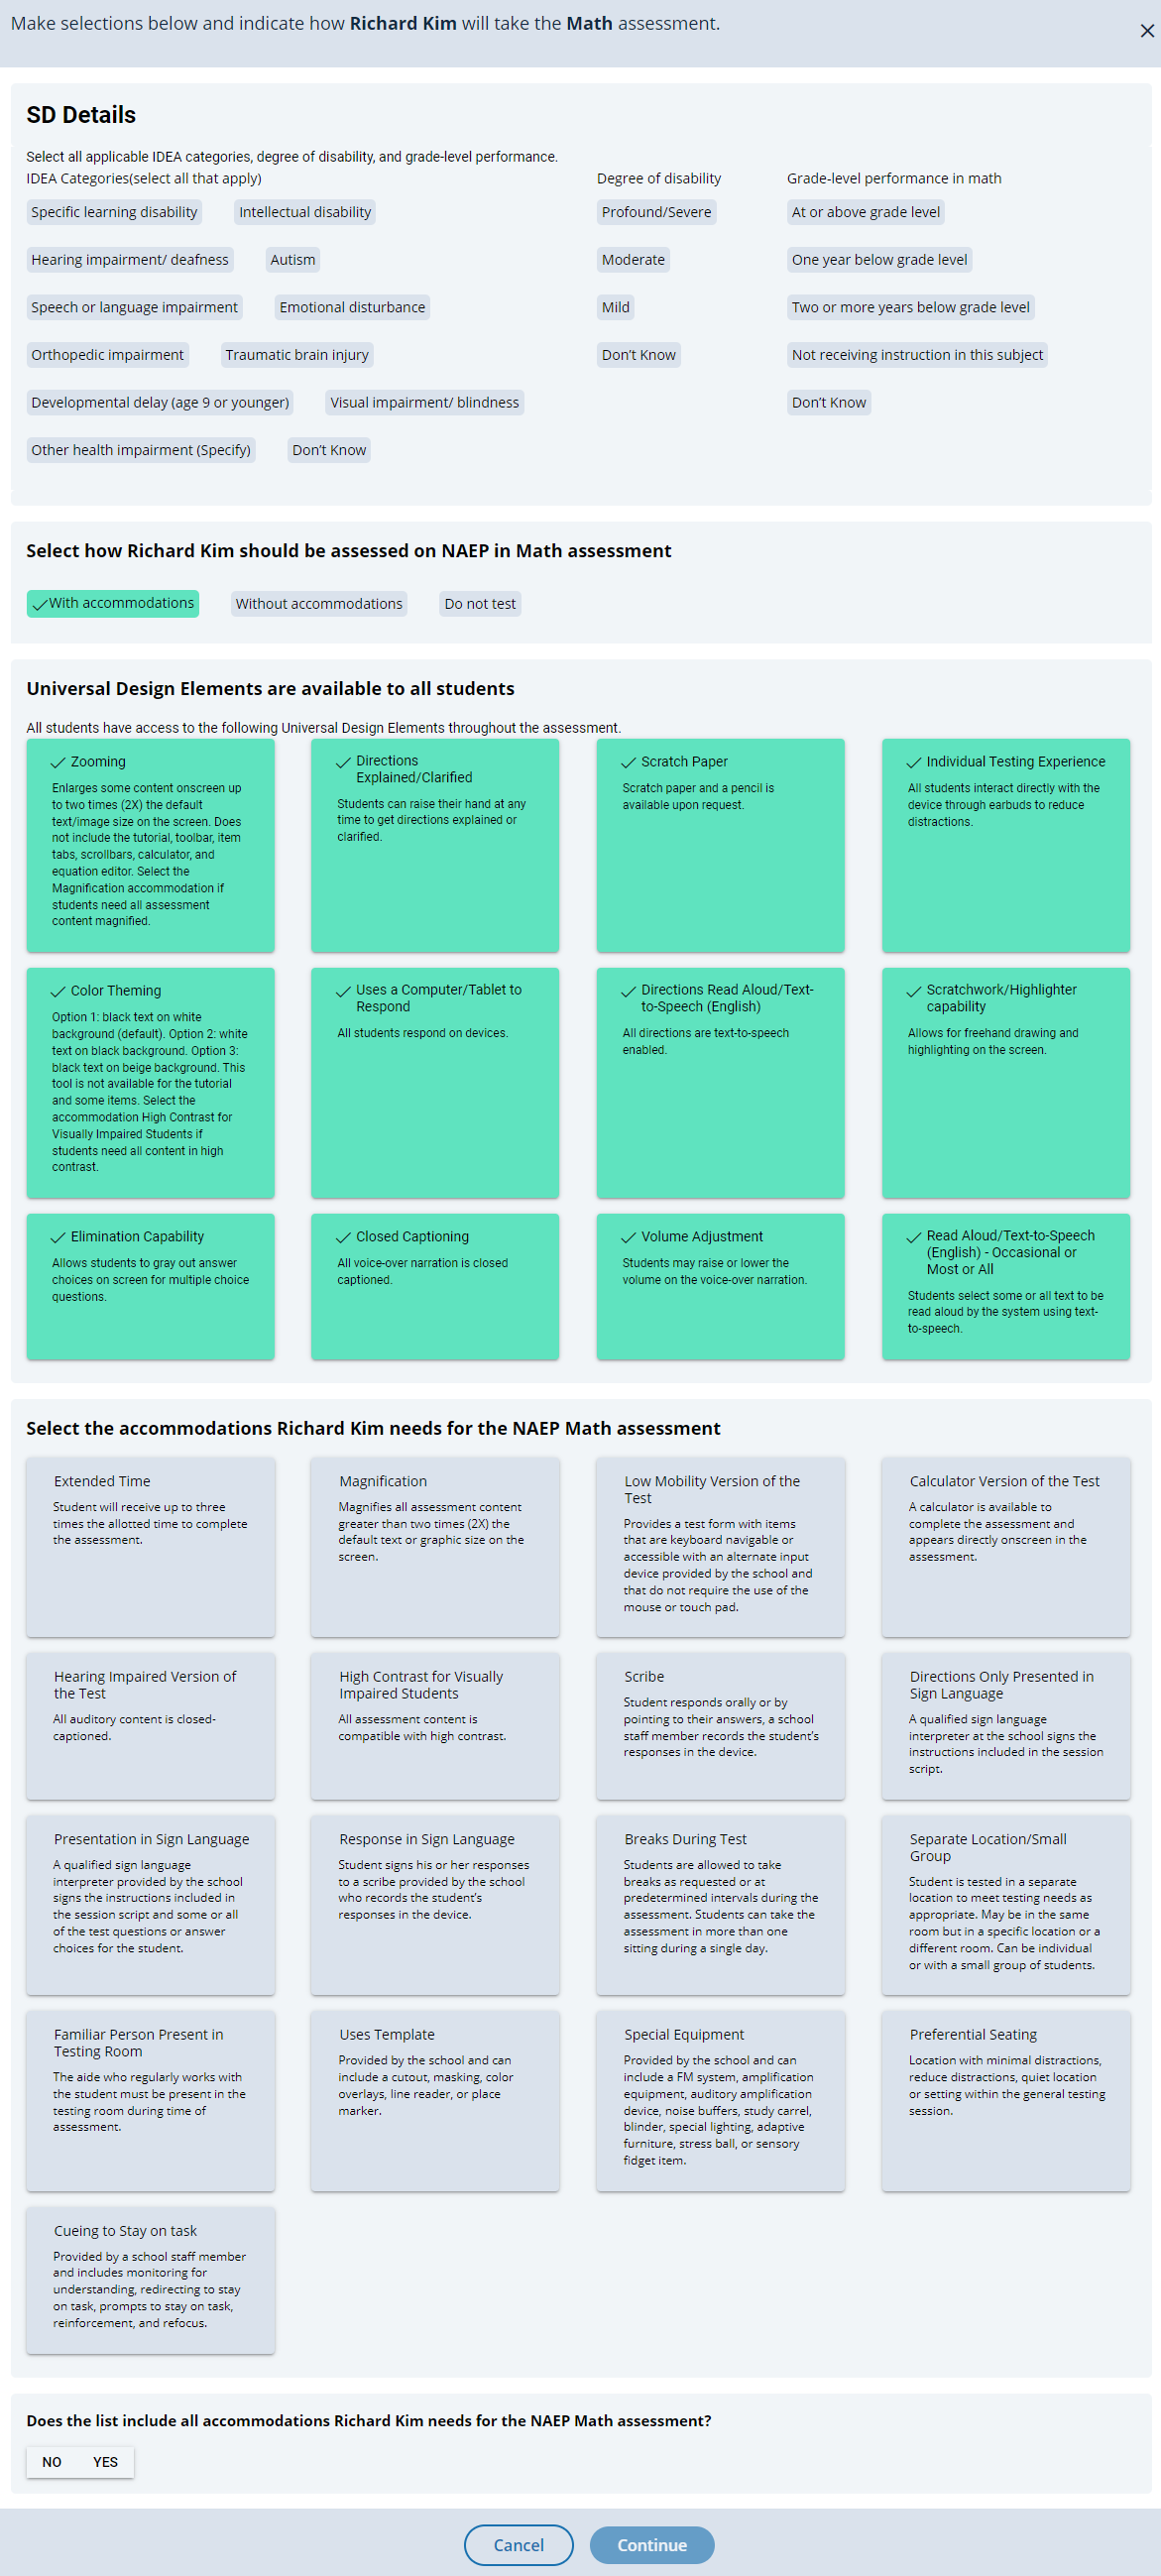 Make selections below and indicate how Richard Kim will take the Math assessment.
SD Details
Select all applicable IDEA categories, degree of disability, and grade-level performance.
IDEA Categories(select all that apply)
Degree of disability
Grade-level performance in math
Specific learning disability
Intellectual disability
Profound/Severe
At or above grade level
Hearing impairment/ deafness
Autism
Moderate
One year below grade level
Speech or language impairment
Emotional disturbance
Mild
Two or more years below grade level
Orthopedic impairment
Traumatic brain injury
Don’t Know
Not receiving instruction in this subject
Developmental delay (age 9 or younger)
Visual impairment/ blindness
Don’t Know
Other health impairment (Specify)
Don’t Know
Select how Richard Kim should be assessed on NAEP in Math assessment
With accommodations
Without accommodations
Do not test
Universal Design Elements are available to all students
All students have access to the following Universal Design Elements throughout the assessment.
Zooming
Enlarges some content onscreen up
to two times (2X) the default
text/image size on the screen. Does
not include the tutorial, toolbar, item
tabs, scrollbars, calculator, and
equation editor. Select the
Magnification accommodation if
students need all assessment
content magnified.
Directions
Explained/Clarified
Students can raise their hand at any
time to get directions explained or
clarified.
Scratch Paper
Scratch paper and a pencil is
available upon request.
Individual Testing Experience
All students interact directly with the
device through earbuds to reduce
distractions.
Color Theming
Option 1: black text on white
background (default). Option 2: white
text on black background. Option 3:
black text on beige background. This
tool is not available for the tutorial
and some items. Select the
accommodation High Contrast for
Visually Impaired Students if
students need all content in high
contrast.
Uses a Computer/Tablet to
Respond
All students respond on devices.
Directions Read Aloud/Text-
to-Speech (English)
All directions are text-to-speech
enabled.
Scratchwork/Highlighter
capability
Allows for freehand drawing and
highlighting on the screen.
Elimination Capability
Allows students to gray out answer
choices on screen for multiple choice
questions.
Closed Captioning
All voice-over narration is closed
captioned.
Volume Adjustment
Students may raise or lower the
volume on the voice-over narration.
Read Aloud/Text-to-Speech
(English) - Occasional or
Most or All
Students select some or all text to be
read aloud by the system using text-
to-speech.
Select the accommodations Richard Kim needs for the NAEP Math assessment
Extended Time
Student will receive up to three
times the allotted time to complete
the assessment.
Magnification
Magnifies all assessment content
greater than two times (2X) the
default text or graphic size on the
screen.
Low Mobility Version of the
Test
Provides a test form with items
that are keyboard navigable or
accessible with an alternate input
device provided by the school and
that do not require the use of the
mouse or touch pad.
Calculator Version of the Test
A calculator is available to
complete the assessment and
appears directly onscreen in the
assessment.
Hearing Impaired Version of
the Test
All auditory content is closed-
captioned.
High Contrast for Visually
Impaired Students
All assessment content is
compatible with high contrast.
Scribe
Student responds orally or by
pointing to their answers, a school
staff member records the student’s
responses in the device.
Directions Only Presented in
Sign Language
A qualified sign language
interpreter at the school signs the
instructions included in the session
script.
Presentation in Sign Language
A qualified sign language
interpreter provided by the school
signs the instructions included in
the session script and some or all
of the test questions or answer
choices for the student.
Response in Sign Language
Student signs his or her responses
to a scribe provided by the school
who records the student’s
responses in the device.
Breaks During Test
Students are allowed to take
breaks as requested or at
predetermined intervals during the
assessment. Students can take the
assessment in more than one
sitting during a single day.
Separate Location/Small
Group
Student is tested in a separate
location to meet testing needs as
appropriate. May be in the same
room but in a specific location or a
different room. Can be individual
or with a small group of students.
Familiar Person Present in
Testing Room
The aide who regularly works with
the student must be present in the
testing room during time of
assessment.
Uses Template
Provided by the school and can
include a cutout, masking, color
overlays, line reader, or place
marker.
Special Equipment
Provided by the school and can
include a FM system, amplification
equipment, auditory amplification
device, noise buffers, study carrel,
blinder, special lighting, adaptive
furniture, stress ball, or sensory
fidget item.
Preferential Seating
Location with minimal distractions,
reduce distractions, quiet location
or setting within the general testing
session.
Cueing to Stay on task
Provided by a school staff member
and includes monitoring for
understanding, redirecting to stay
on task, prompts to stay on task,
reinforcement, and refocus.
Does the list include all accommodations Richard Kim needs for the NAEP Math assessment?
NO YES
Cancel
Continue